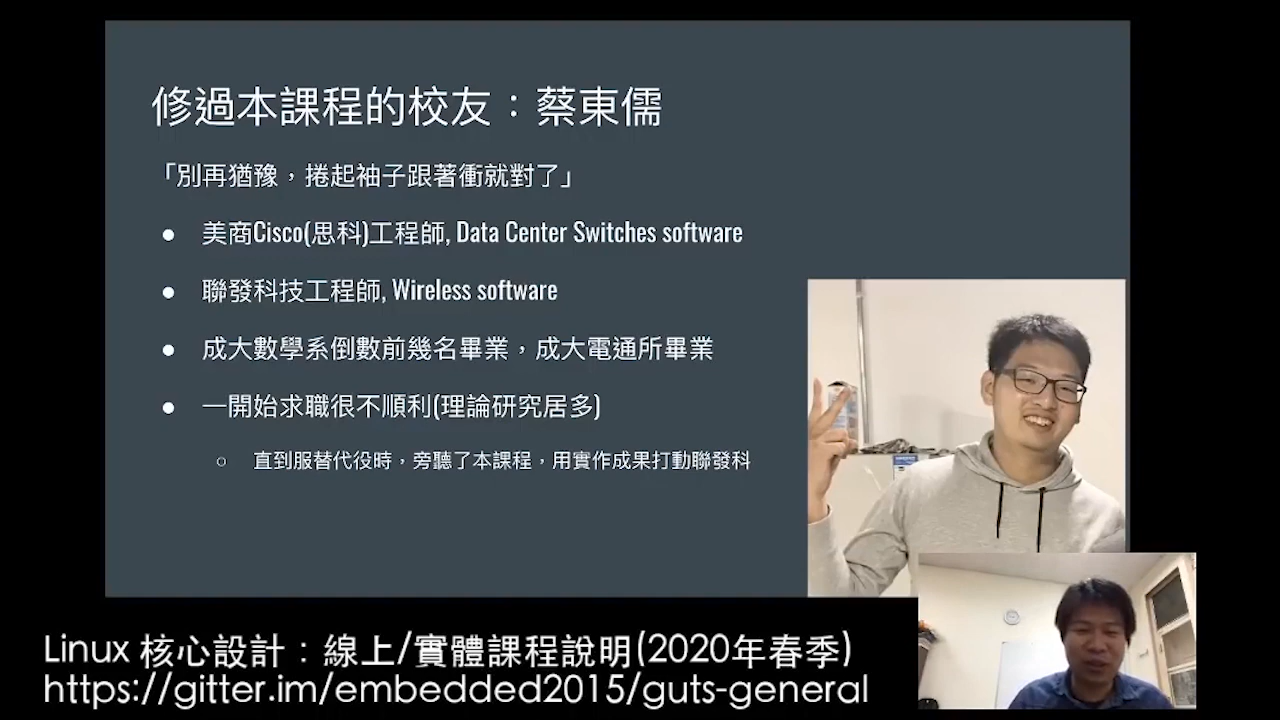 修過本課程的校友：蔡東儒
「別再猶豫，捲起袖子跟著衝就對了」
● 美商Cisco(思科)工程師, Data Center Switches software
● 聯發科技工程師, Wireless software
● 成大數學系倒數前幾名畢業，成大電通所畢業
● 一開始求職很不順利(理論研究居多)
○ 直到服替代役時，旁聽了本課程，用實作成果打動聯發科
Linux 核心設計：線上/實體課程說明(2020年春季)
https://gitter.im/embedded2015/guts-general